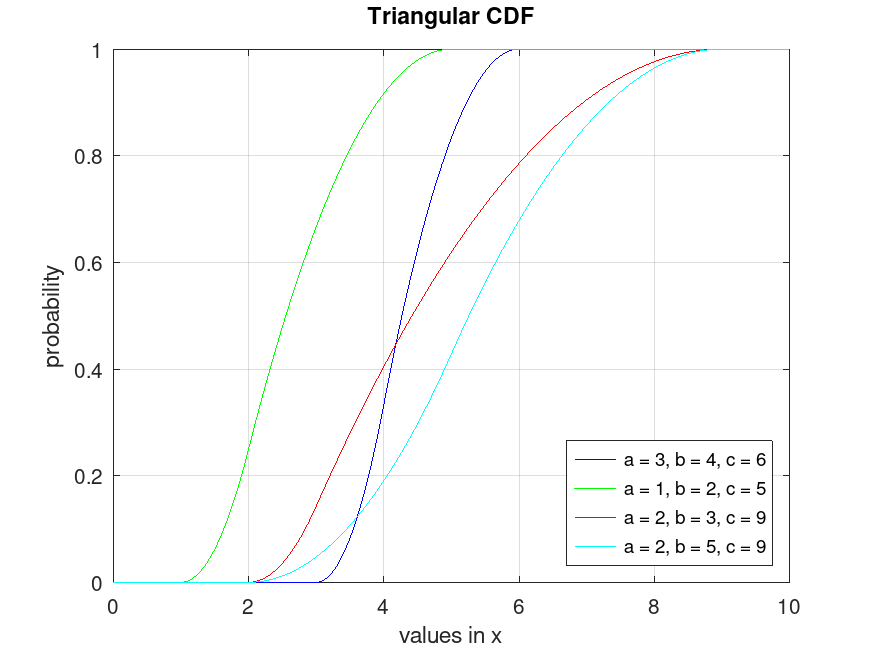 Triangular CDF
1
0.8
0.6
0.4
0.2
0
probability
a = 3, b = 4, c = 6
a = 1, b = 2, c = 5
a = 2, b = 3, c = 9
a = 2, b = 5, c = 9
0 2 4 6 8 10
values in x